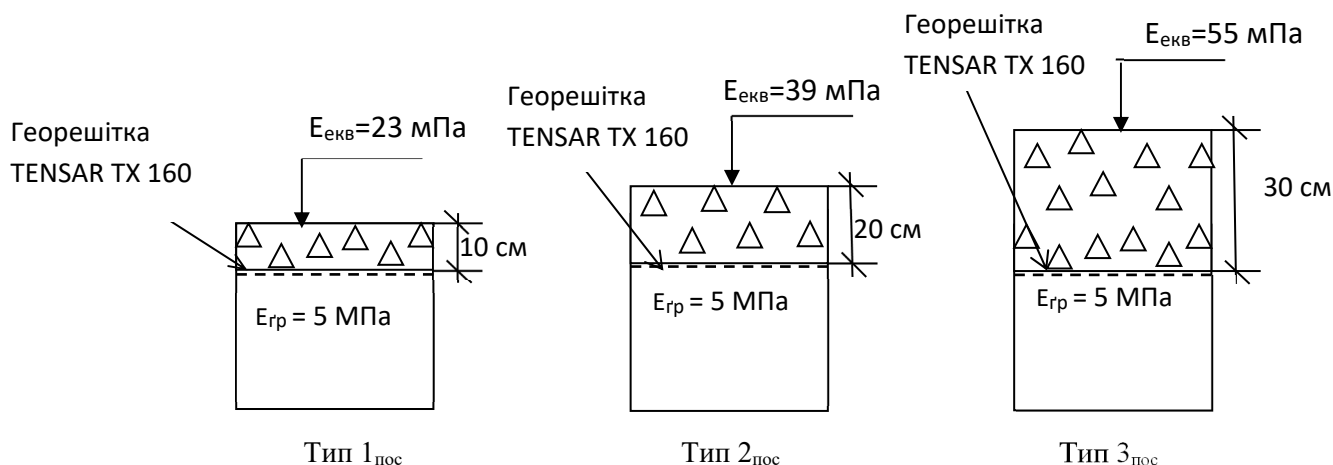 Георешітка
TENSAR TX 160
Eекв=23 мПа
10 см
Eґр = 5 МПа
Тип 1пос
Георешітка
TENSAR TX 160
Eекв=39 мПа
20 см
Eґр = 5 МПа
Тип 2пос
Георешітка
TENSAR TX 160
Eекв=55 мПа
30 см
Eґр = 5 МПа
Тип 3пос